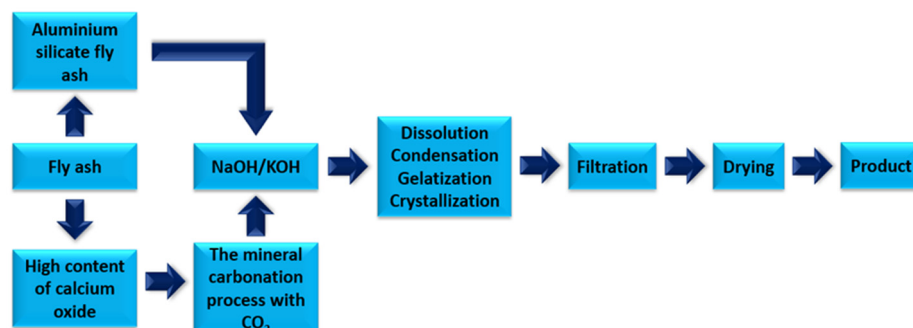 Aluminium
silicate fly
ash
Fly ash
High content
of calcium
oxide
NaOH/KOH
The mineral
carbonation
process with
CO₂
Dissolution
Condensation
Gelatization
Crystallization
Filtration
Drying
Product